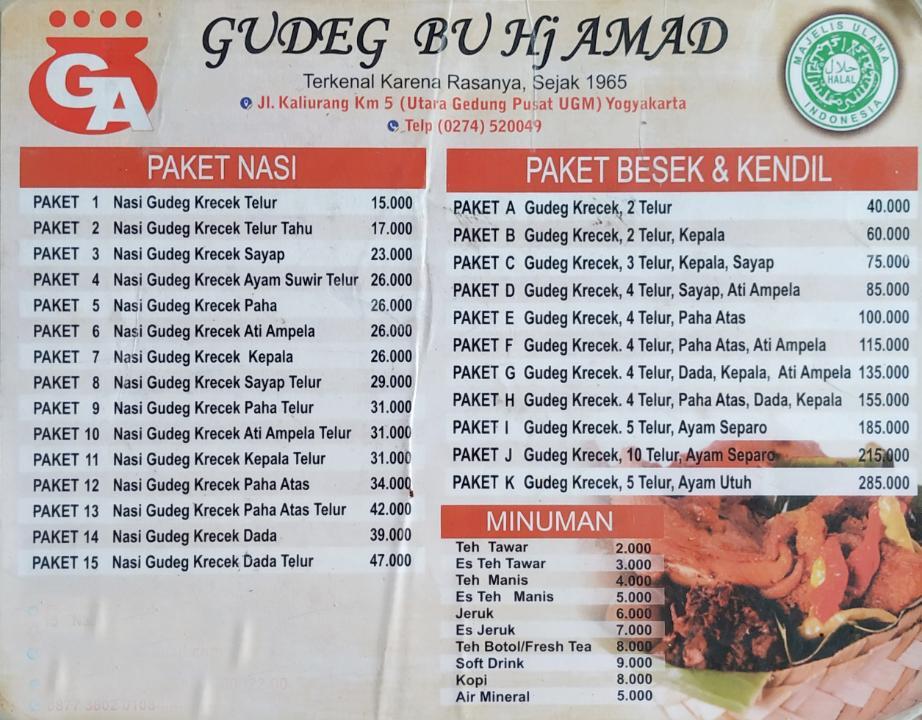 GA
GUDEG BU Hj AMAD
Terkenal Karena Rasanya, Sejak 1965
Jl. Kaliurang Km 5 (Utara Gedung Pusat UGM) Yogyakarta
Telp (0274) 520049
MAJELIS ULAMA INDONESIA
حلال
HALAL
PAKET NASI
PAKET 1 Nasi Gudeg Krecek Telur 15.000
PAKET 2 Nasi Gudeg Krecek Telur Tahu 17.000
PAKET 3 Nasi Gudeg Krecek Sayap 23.000
PAKET 4 Nasi Gudeg Krecek Ayam Suwir Telur 26.000
PAKET 5 Nasi Gudeg Krecek Paha 26.000
PAKET 6 Nasi Gudeg Krecek Ati Ampela 26.000
PAKET 7 Nasi Gudeg Krecek Kepala 26.000
PAKET 8 Nasi Gudeg Krecek Sayap Telur 29.000
PAKET 9 Nasi Gudeg Krecek Paha Telur 31.000
PAKET 10 Nasi Gudeg Krecek Ati Ampela Telur 31.000
PAKET 11 Nasi Gudeg Krecek Kepala Telur 31.000
PAKET 12 Nasi Gudeg Krecek Paha Atas 34.000
PAKET 13 Nasi Gudeg Krecek Paha Atas Telur 42.000
PAKET 14 Nasi Gudeg Krecek Dada 39.000
PAKET 15 Nasi Gudeg Krecek Dada Telur 47.000
PAKET BESEK & KENDIL
PAKET A Gudeg Krecek, 2 Telur 40.000
PAKET B Gudeg Krecek, 2 Telur, Kepala 60.000
PAKET C Gudeg Krecek, 3 Telur, Kepala, Sayap 75.000
PAKET D Gudeg Krecek, 4 Telur, Sayap, Ati Ampela 85.000
PAKET E Gudeg Krecek, 4 Telur, Paha Atas 100.000
PAKET F Gudeg Krecek. 4 Telur, Paha Atas, Ati Ampela 115.000
PAKET G Gudeg Krecek. 4 Telur, Dada, Kepala, Ati Ampela 135.000
PAKET H Gudeg Krecek. 4 Telur, Paha Atas, Dada, Kepala 155.000
PAKET I Gudeg Krecek. 5 Telur, Ayam Separo 185.000
PAKET J Gudeg Krecek, 10 Telur, Ayam Separo 215.000
PAKET K Gudeg Krecek, 5 Telur, Ayam Utuh 285.000
MINUMAN
Teh Tawar 2.000
Es Teh Tawar 3.000
Teh Manis 4.000
Es Teh Manis 5.000
Jeruk 6.000
Es Jeruk 7.000
Teh Botol/Fresh Tea 8.000
Soft Drink 9.000
Kopi 8.000
Air Mineral 5.000